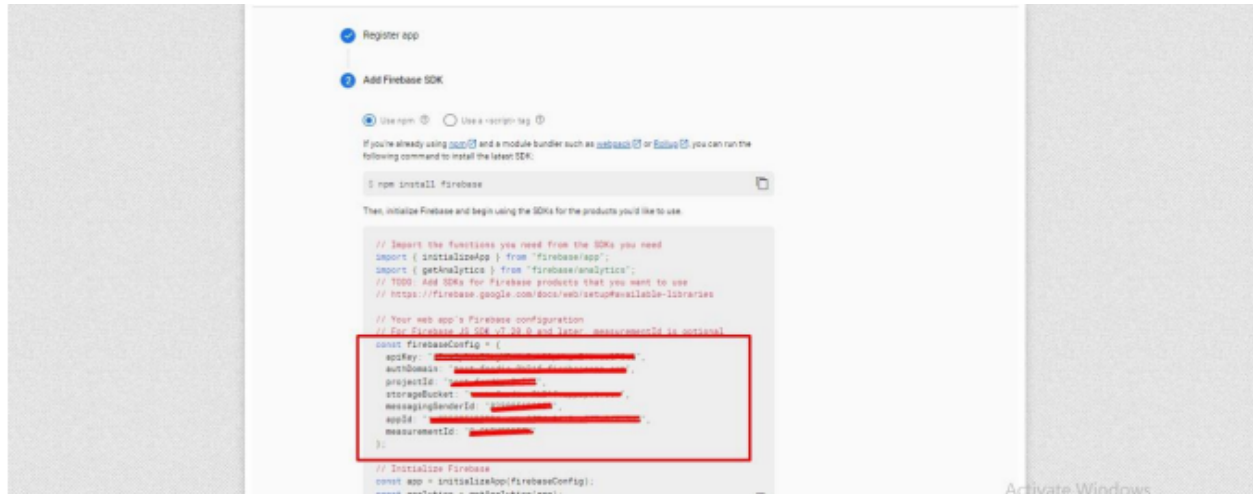 Register app
2 Add Firebase SDK
Use npm Use a <script> tag
If you're already using npm and a module bundler such as webpack or Rollup, you can run the
following command to install the latest SDK:
$ npm install firebase
Then, initialize Firebase and begin using the SDKs for the products you'd like to use.
// Import the functions you need from the SDKs you need
import { initializeApp } from "firebase/app";
import { getAnalytics } from "firebase/analytics";
// TODO: Add SDKs for Firebase products that you want to use
// https://firebase.google.com/docs/web/setup#available-libraries
// Your web app's Firebase configuration
// For Firebase JS SDK v7.20.0 and later, measurementId is optional
const firebaseConfig = {
apiKey: "
authDomain: "
projectId: "
storageBucket: "
messagingSenderId: "
appId: "
measurementId: "
};
// Initialize Firebase
const app = initializeApp(firebaseConfig);
const analytics = getAnalytics(app);
Activate Windows